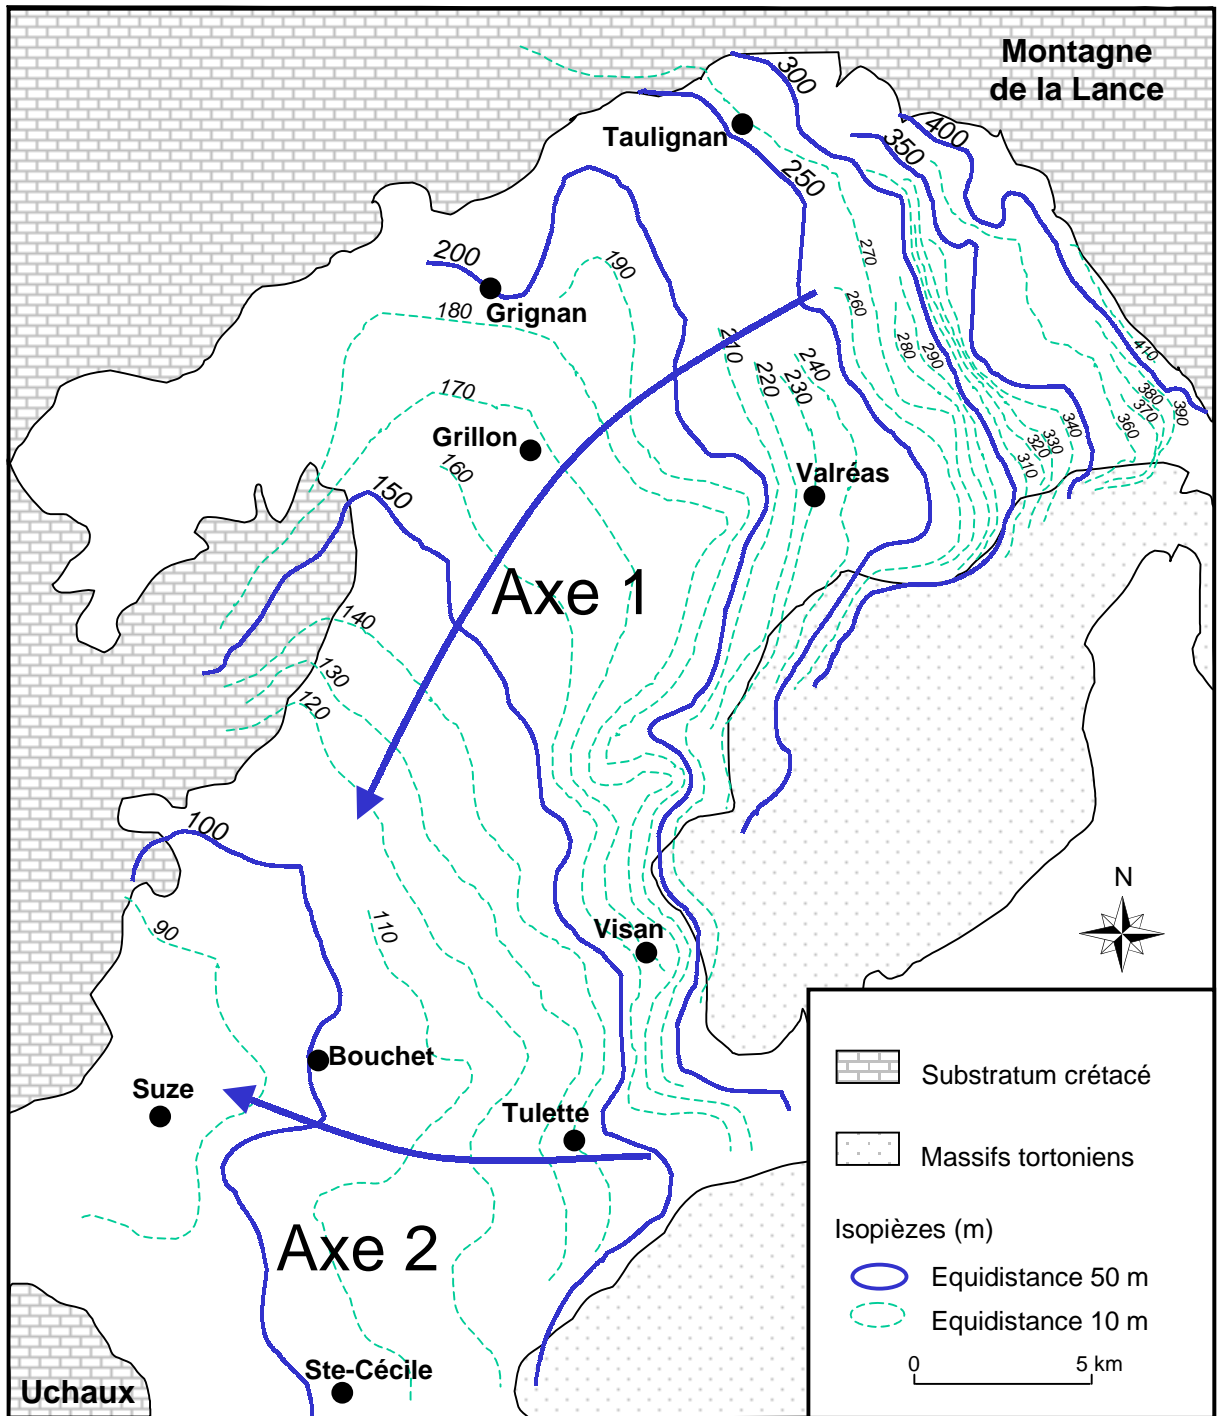 Montagne
de la Lance
300
Taulignan
400
350
250
200
190
270
Grignan
180
260
210
280
290
410
240
220
230
170
380
370
390
360
340
Grillon
330
320
310
160
Valréas
150
Axe 1
140
130
120
100
90
110
Visan
N
Bouchet
Suze
Tulette
Axe 2
Ste-Cécile
Uchaux
Substratum crétacé
Massifs tortoniens
Isopièzes (m)
Equidistance 50 m
Equidistance 10 m
0 5 km